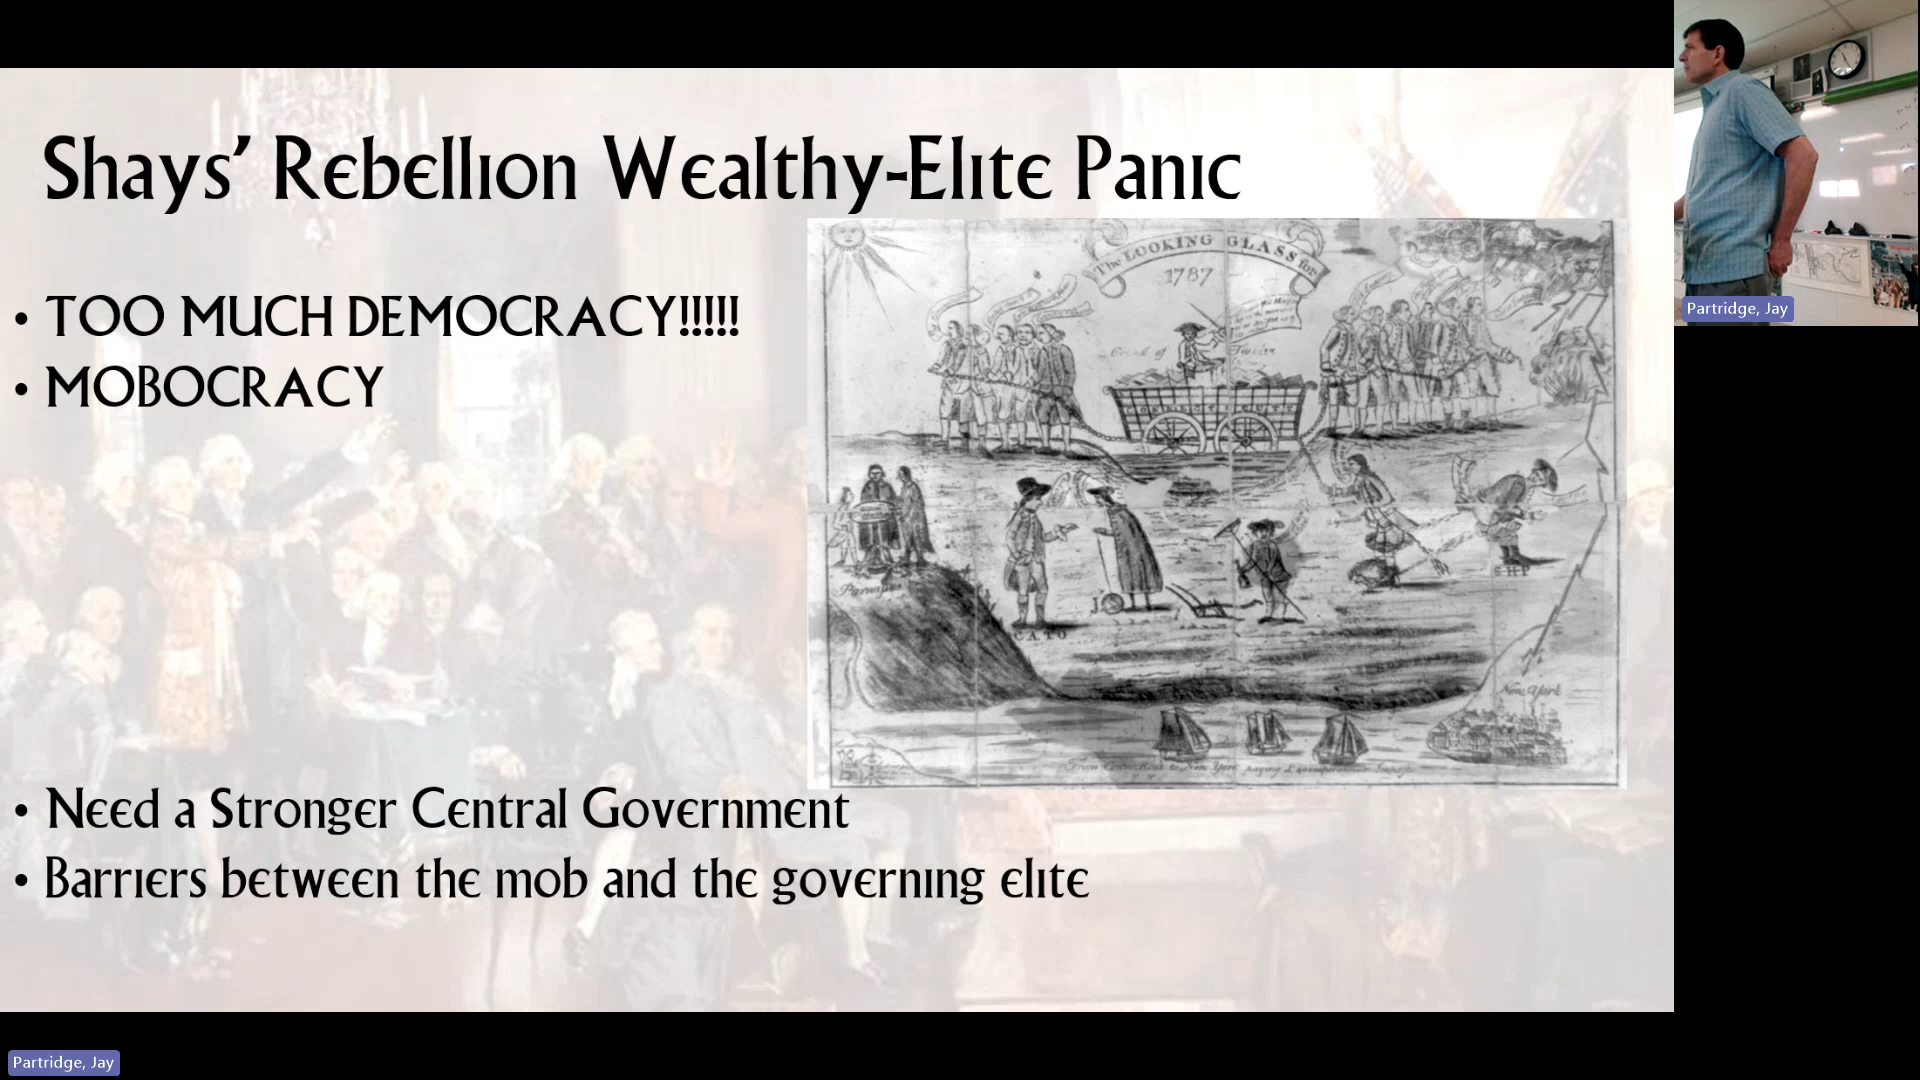 Shays' Rebellion Wealthy-Elite Panic
• TOO MUCH DEMOCRACY!!!!!
• MOBOCRACY
The LOOKING GLASS for
1787
CATO
New York
• Need a Stronger Central Government
• Barriers between the mob and the governing elite
Partridge, Jay
Partridge, Jay